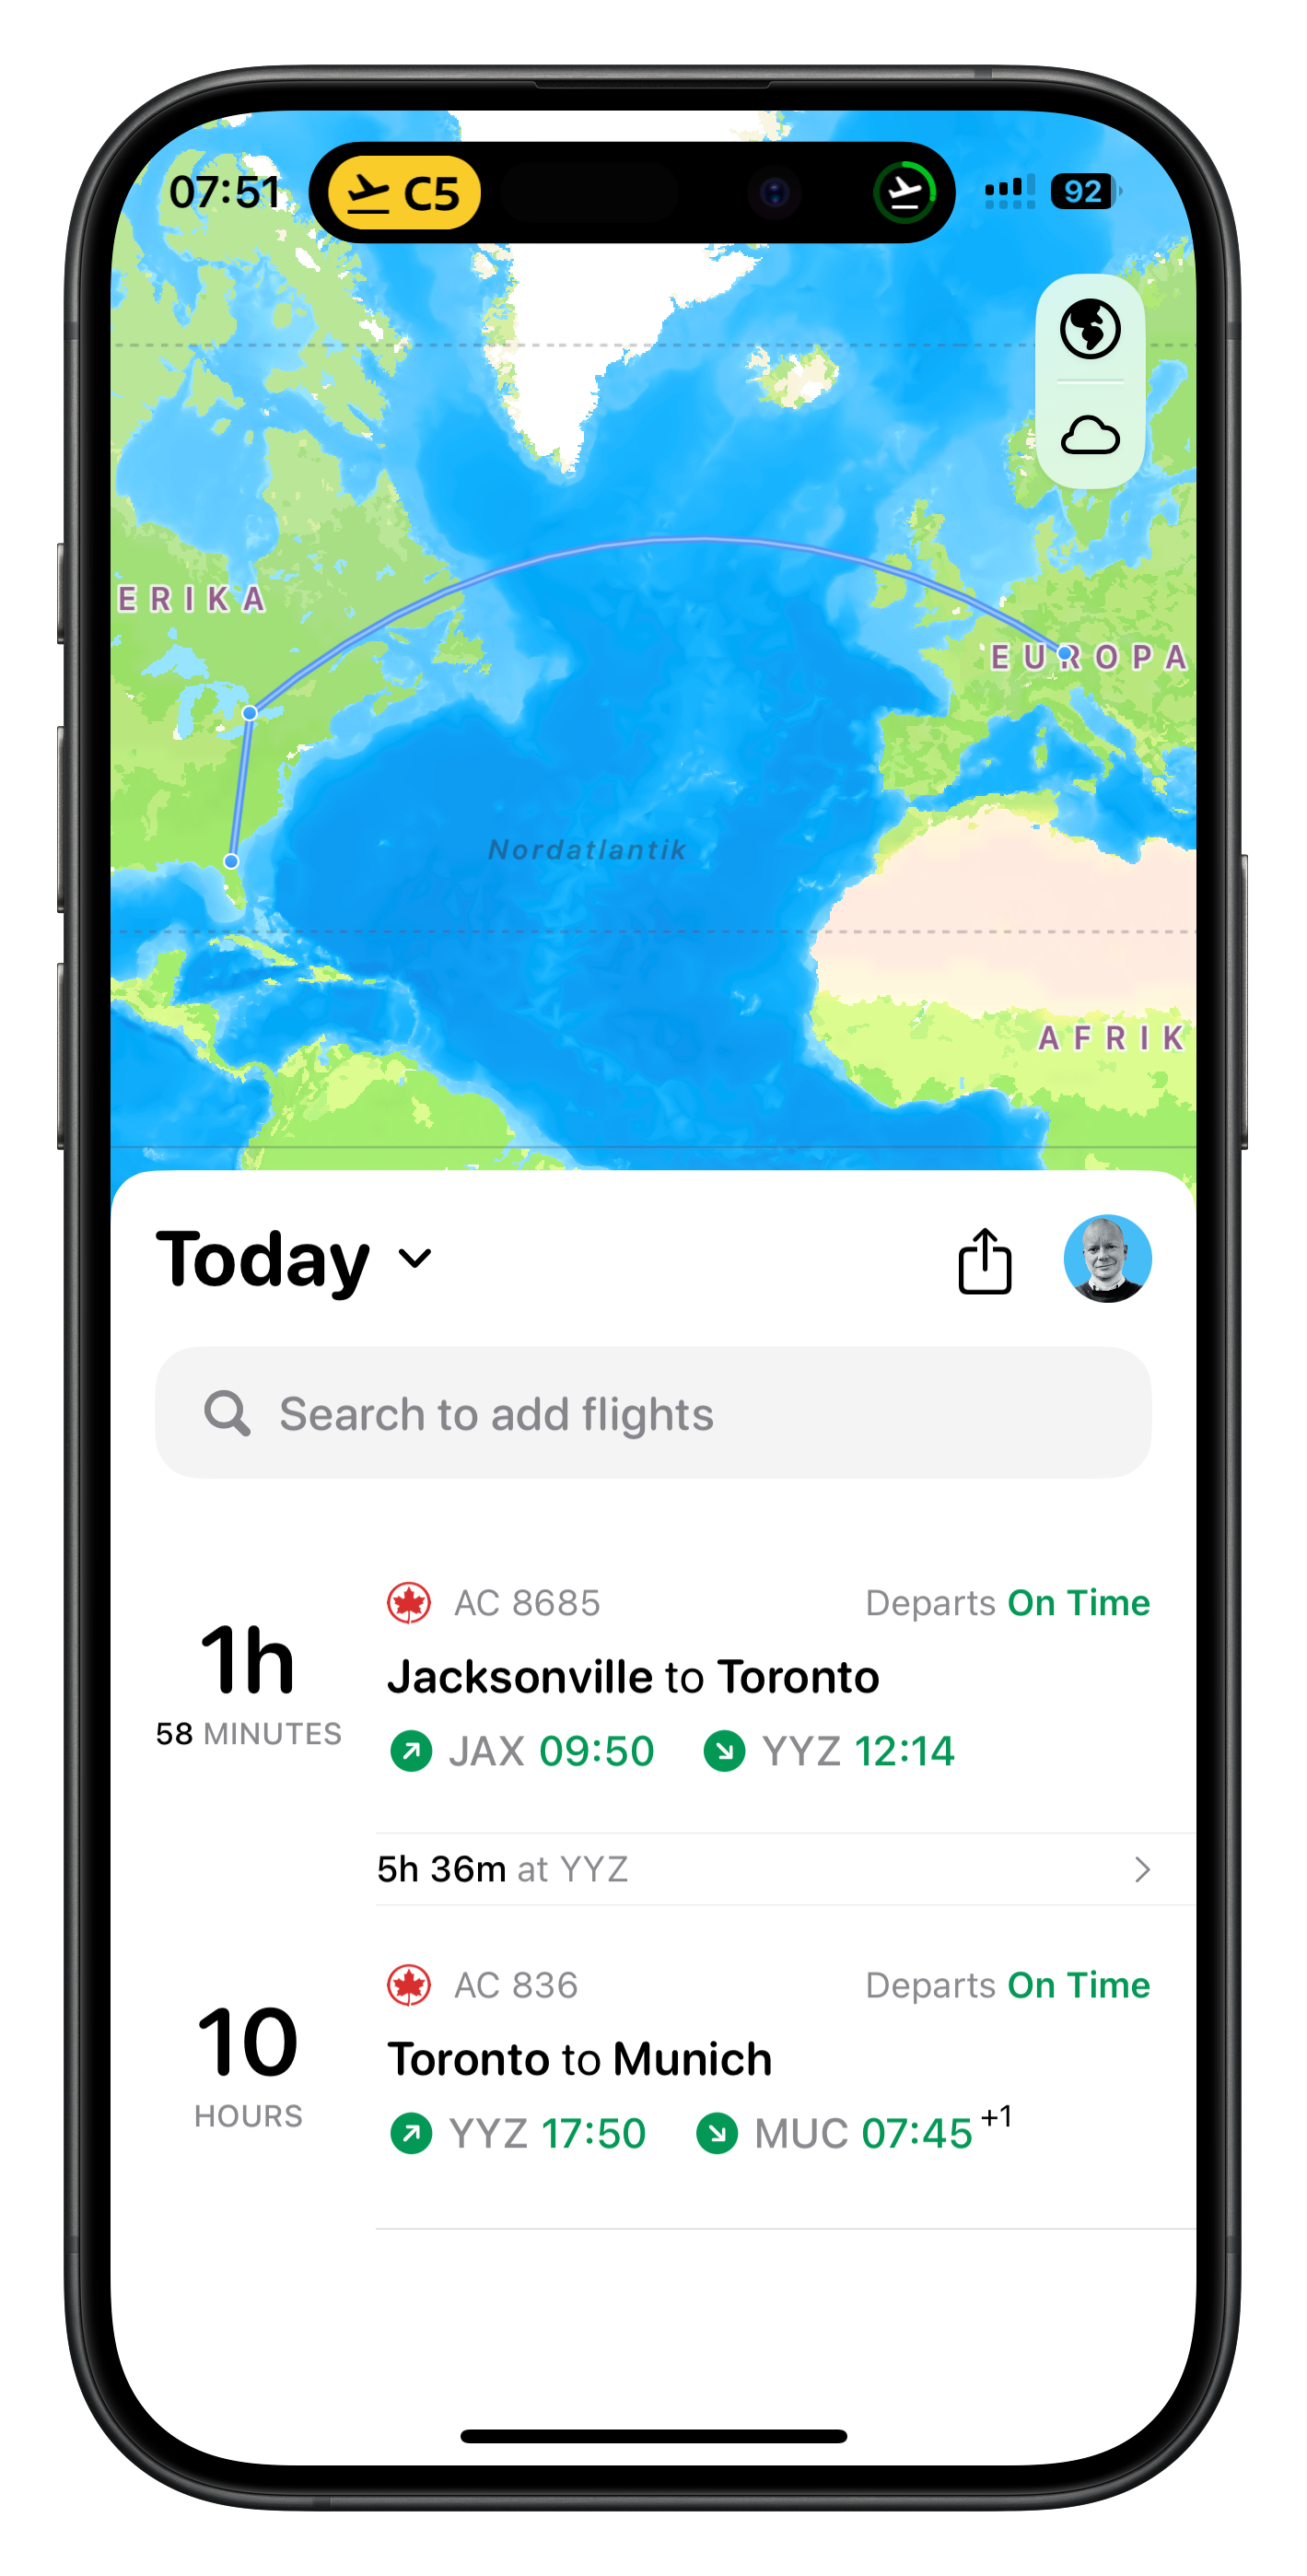 07:51
C5
92
ERIKA
EUROPA
Nordatlantik
AFRIK
Today
Search to add flights
AC 8685 Departs On Time
1h
58 MINUTES
Jacksonville to Toronto
JAX 09:50 YYZ 12:14
5h 36m at YYZ
AC 836 Departs On Time
10
HOURS
Toronto to Munich
YYZ 17:50 MUC 07:45 +1